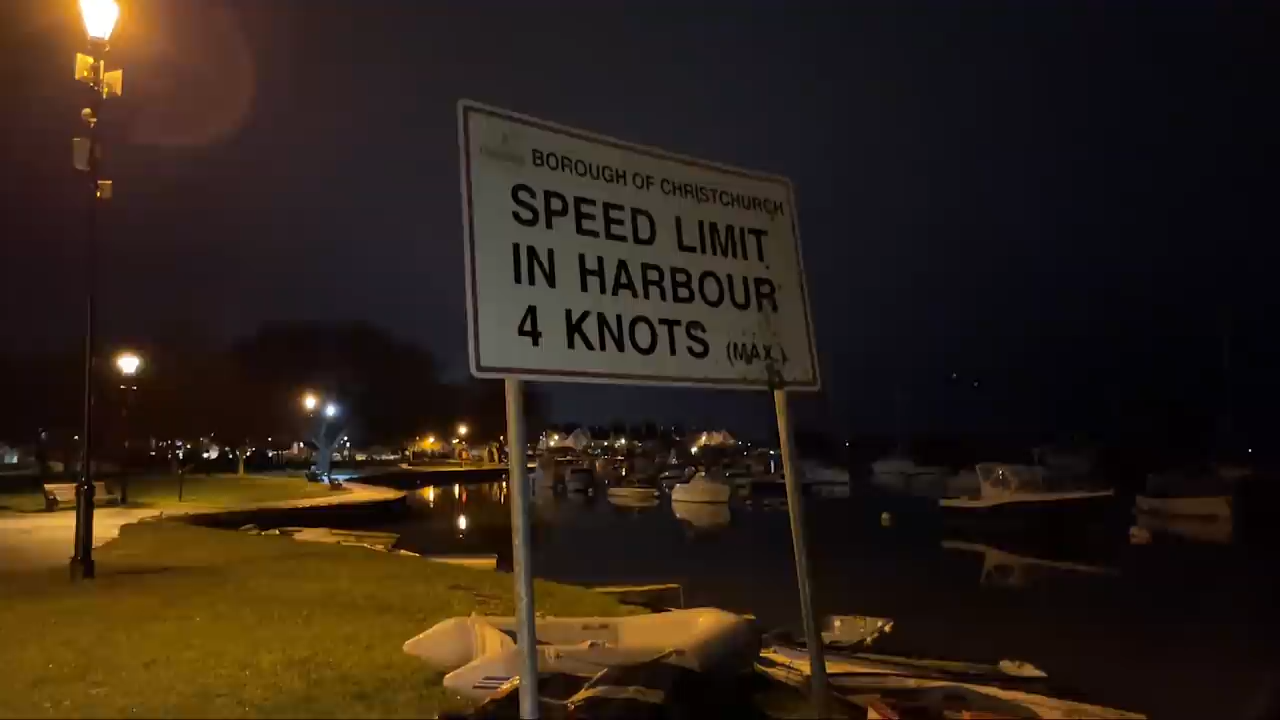 BOROUGH OF CHRISTCHURCH
SPEED LIMIT
IN HARBOUR
4 KNOTS (MAX.)